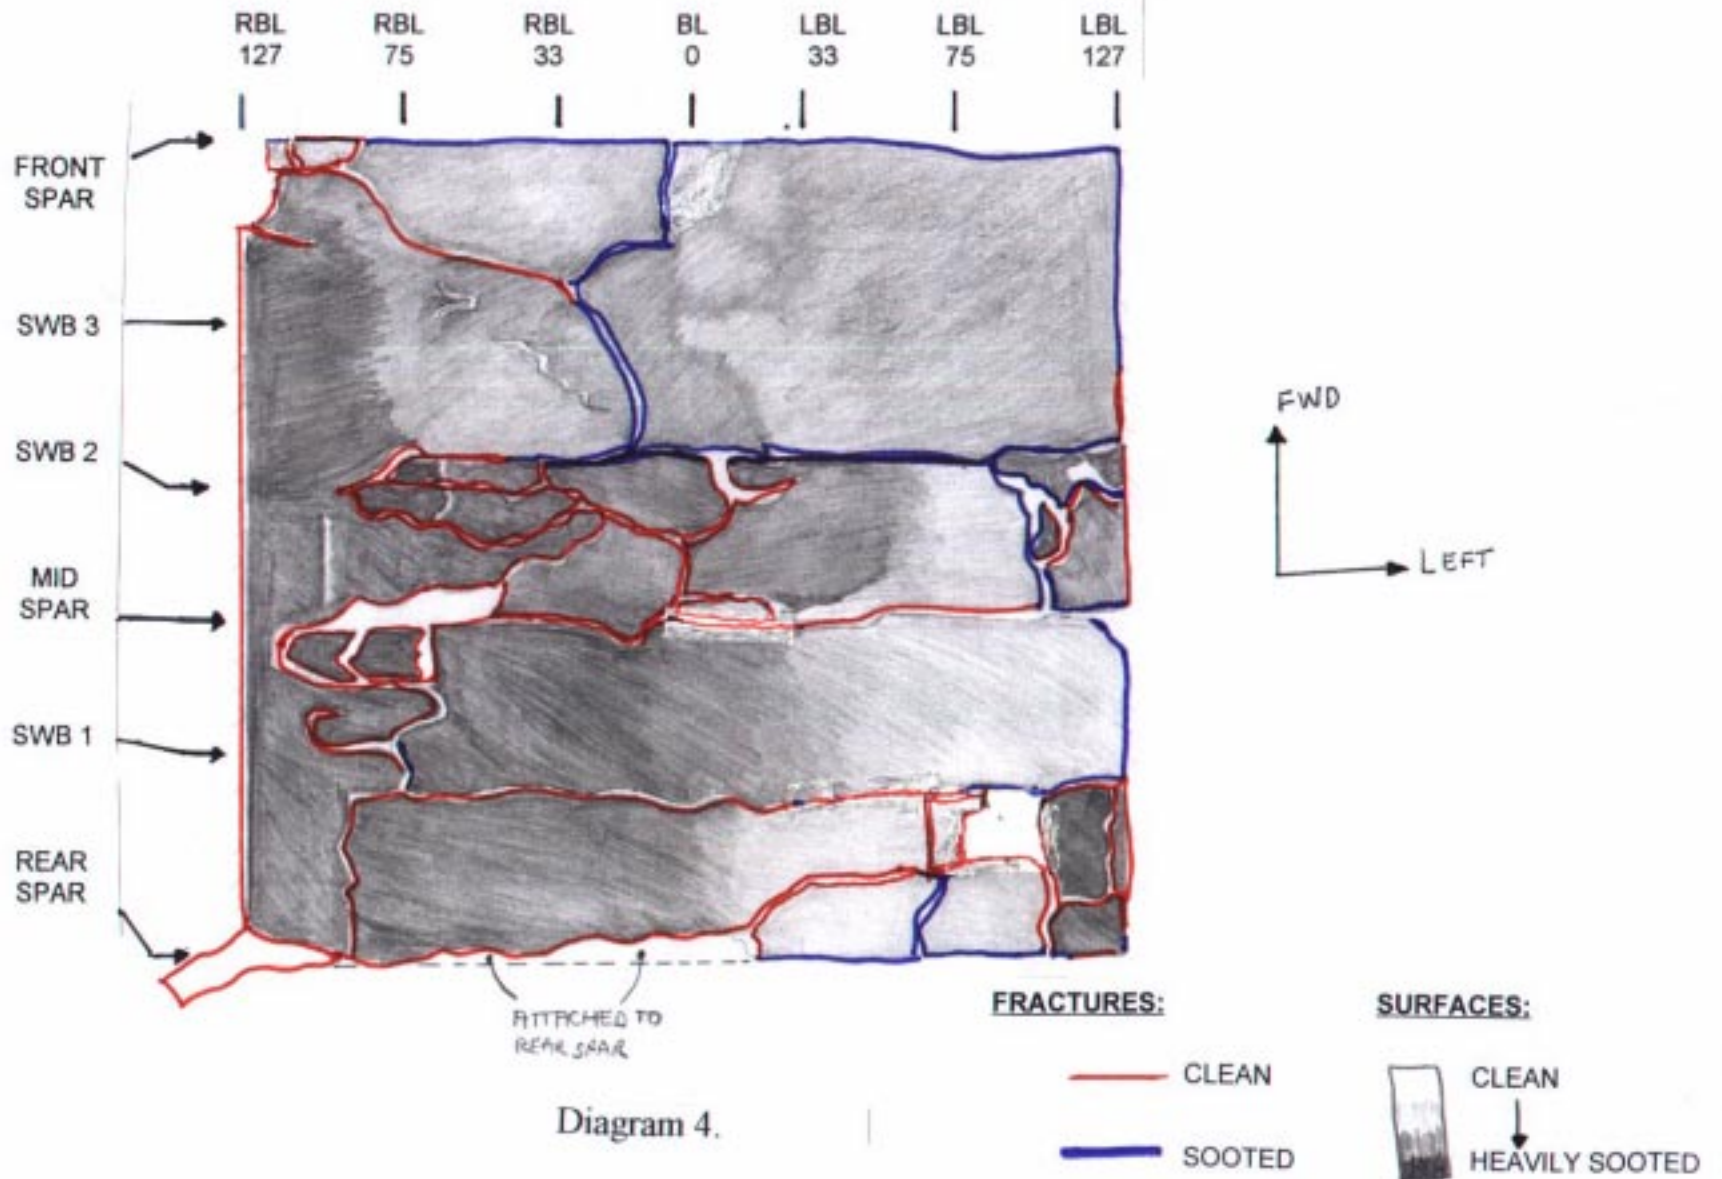 RBL RBL RBL BL LBL LBL LBL
127 75 33 0 33 75 127
FRONT
SPAR
SWB 3
SWB 2
MID
SPAR
SWB 1
REAR
SPAR
FWD
LEFT
ATTACHED TO
REAR SPAR
FRACTURES:
CLEAN
SOOTED
SURFACES:
CLEAN
HEAVILY SOOTED
Diagram 4.